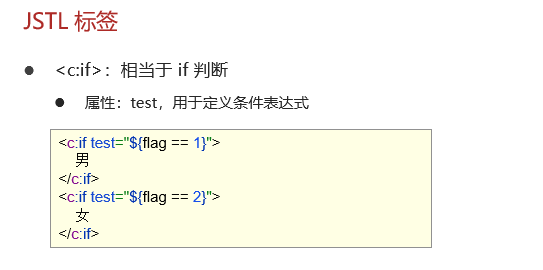 JSTL 标签
● <c:if>：相当于 if 判断
● 属性：test，用于定义条件表达式
<c:if test="${flag == 1}">
男
</c:if>
<c:if test="${flag == 2}">
女
</c:if>